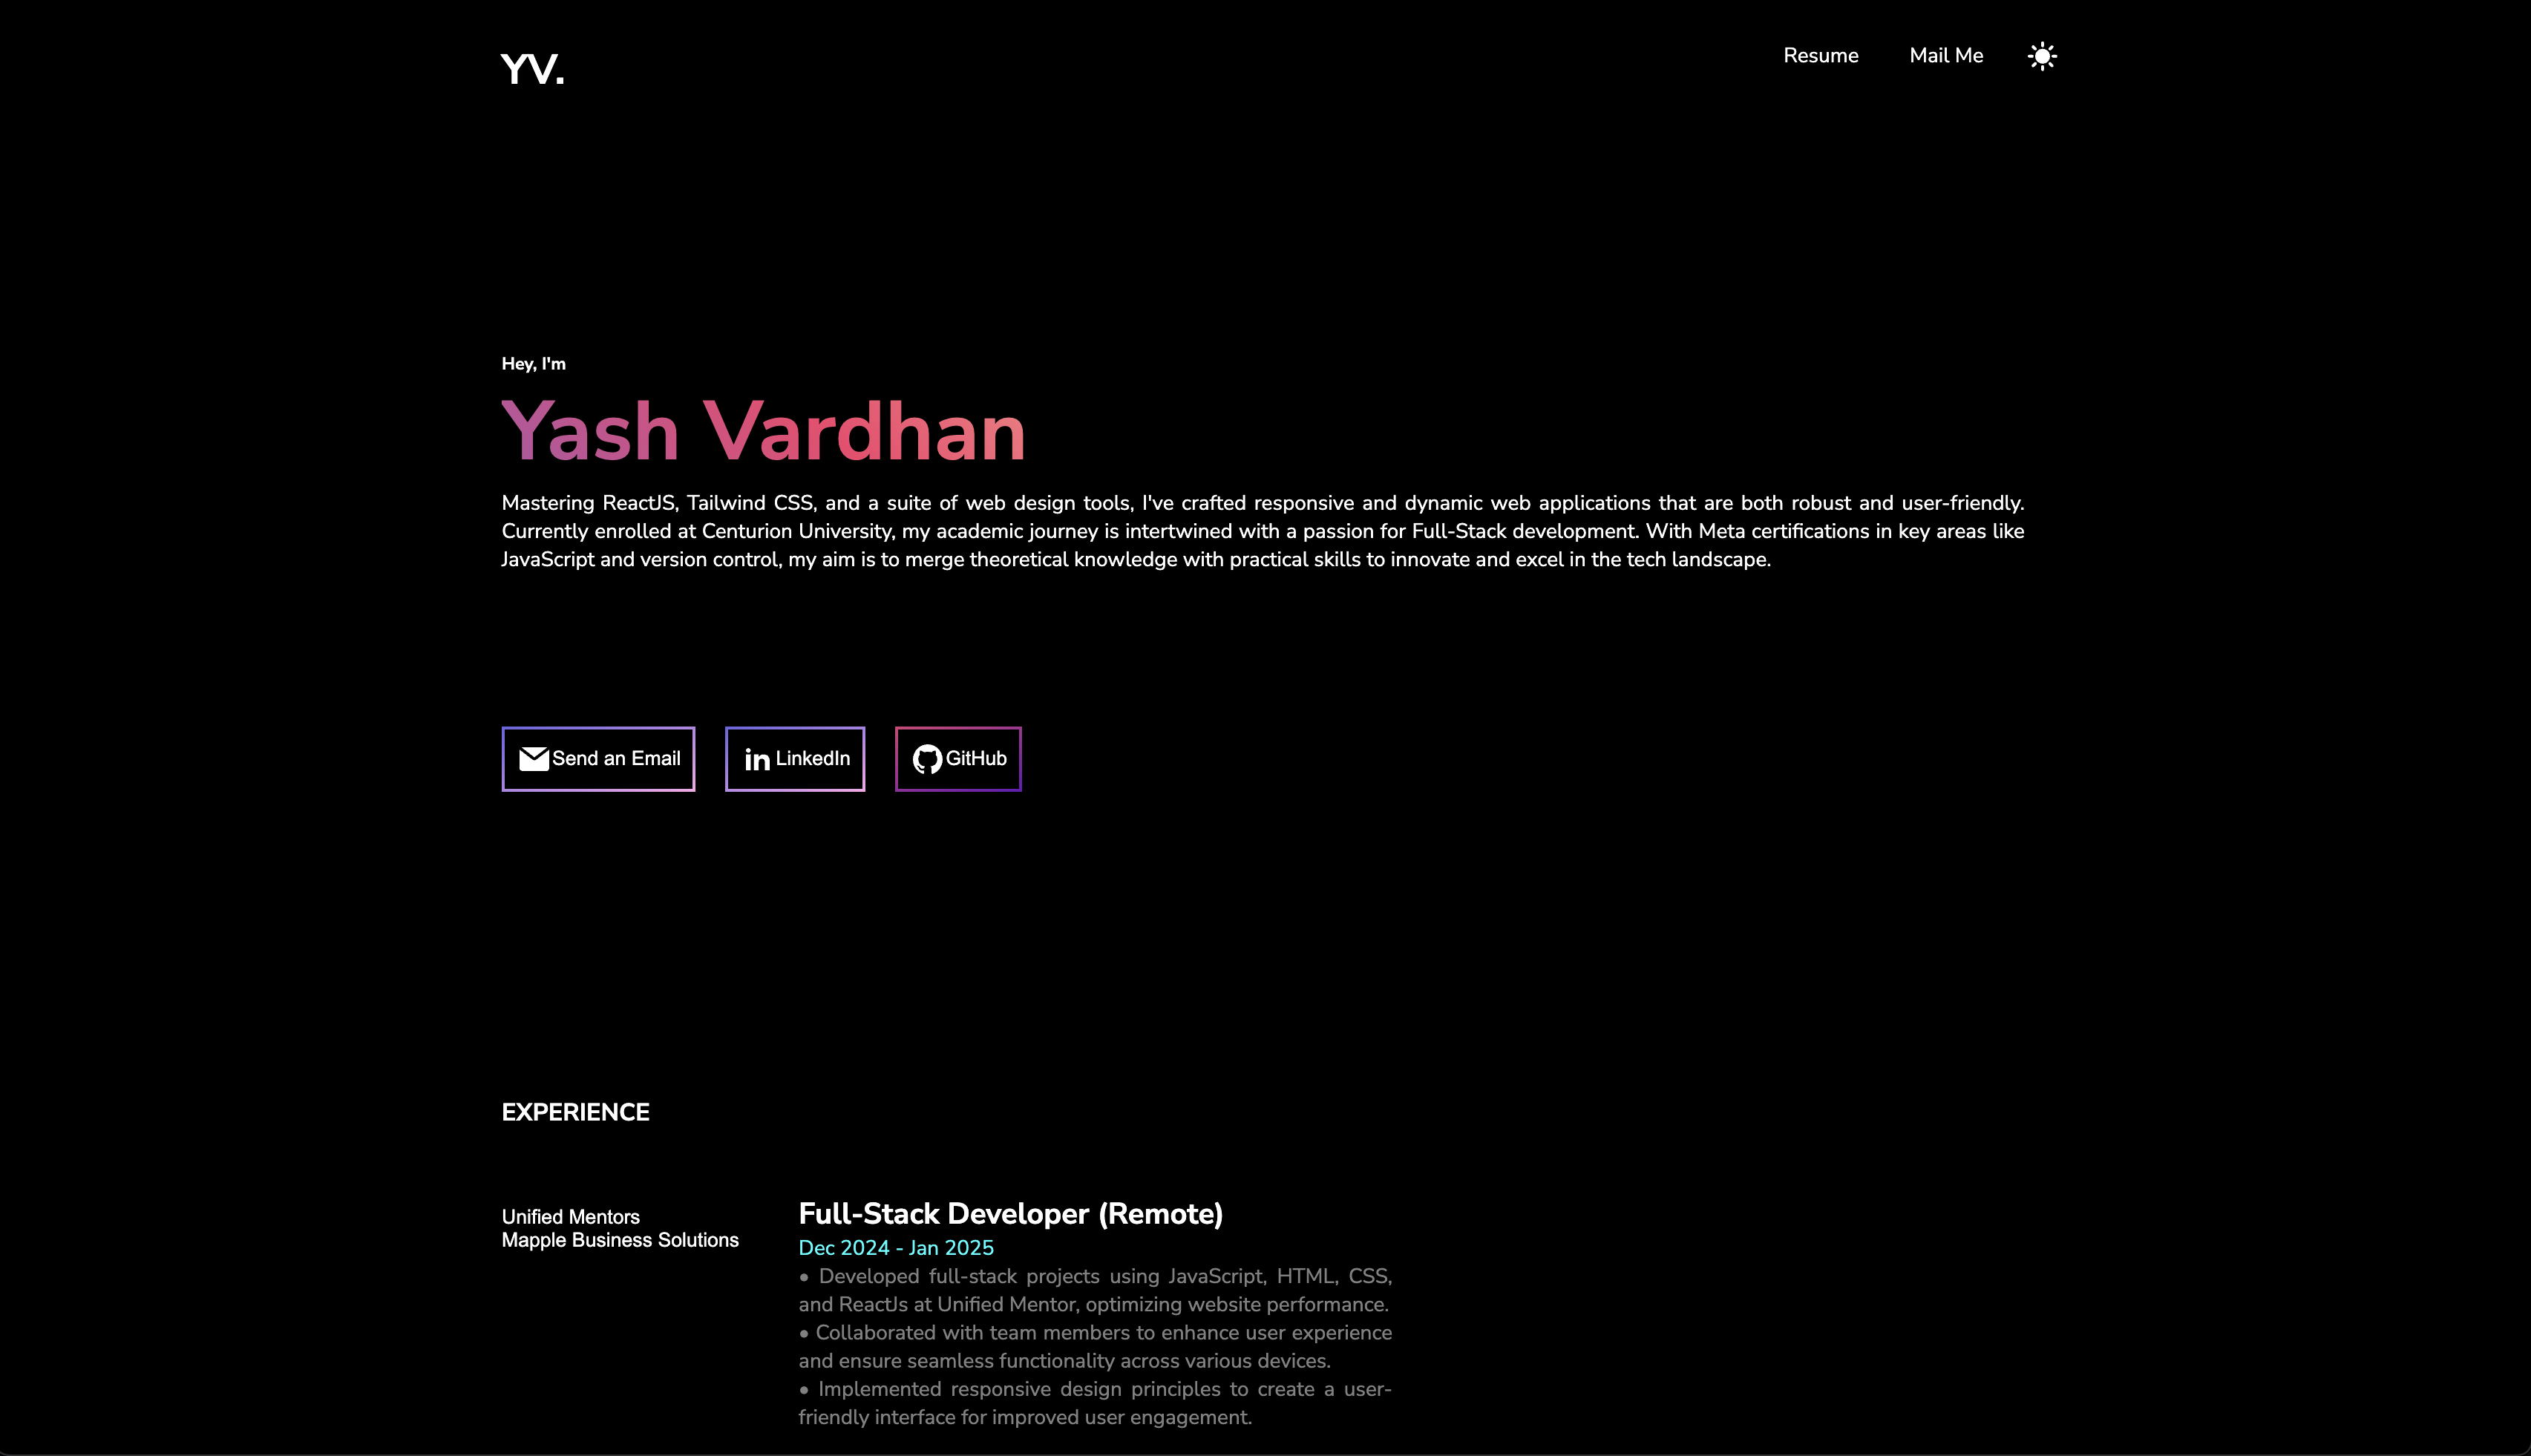 YV.
Resume
Mail Me
Hey, I'm
Yash Vardhan
Mastering ReactJS, Tailwind CSS, and a suite of web design tools, I've crafted responsive and dynamic web applications that are both robust and user-friendly.
Currently enrolled at Centurion University, my academic journey is intertwined with a passion for Full-Stack development. With Meta certifications in key areas like
JavaScript and version control, my aim is to merge theoretical knowledge with practical skills to innovate and excel in the tech landscape.
Send an Email
in LinkedIn
GitHub
EXPERIENCE
Unified Mentors
Mapple Business Solutions
Full-Stack Developer (Remote)
Dec 2024 - Jan 2025
• Developed full-stack projects using JavaScript, HTML, CSS,
and ReactJs at Unified Mentor, optimizing website performance.
• Collaborated with team members to enhance user experience
and ensure seamless functionality across various devices.
• Implemented responsive design principles to create a user-
friendly interface for improved user engagement.